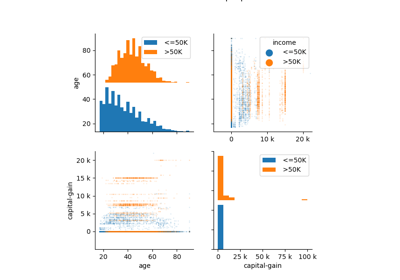 <=50K
>50K
80
60
40
20
age
income
<=50K
>50K
0
10 k
20 k
20 k
15 k
10 k
5 k
0
capital-gain
20
40
60
80
age
<=50K
>50K
0
25 k
50 k
75 k
100 k
capital-gain